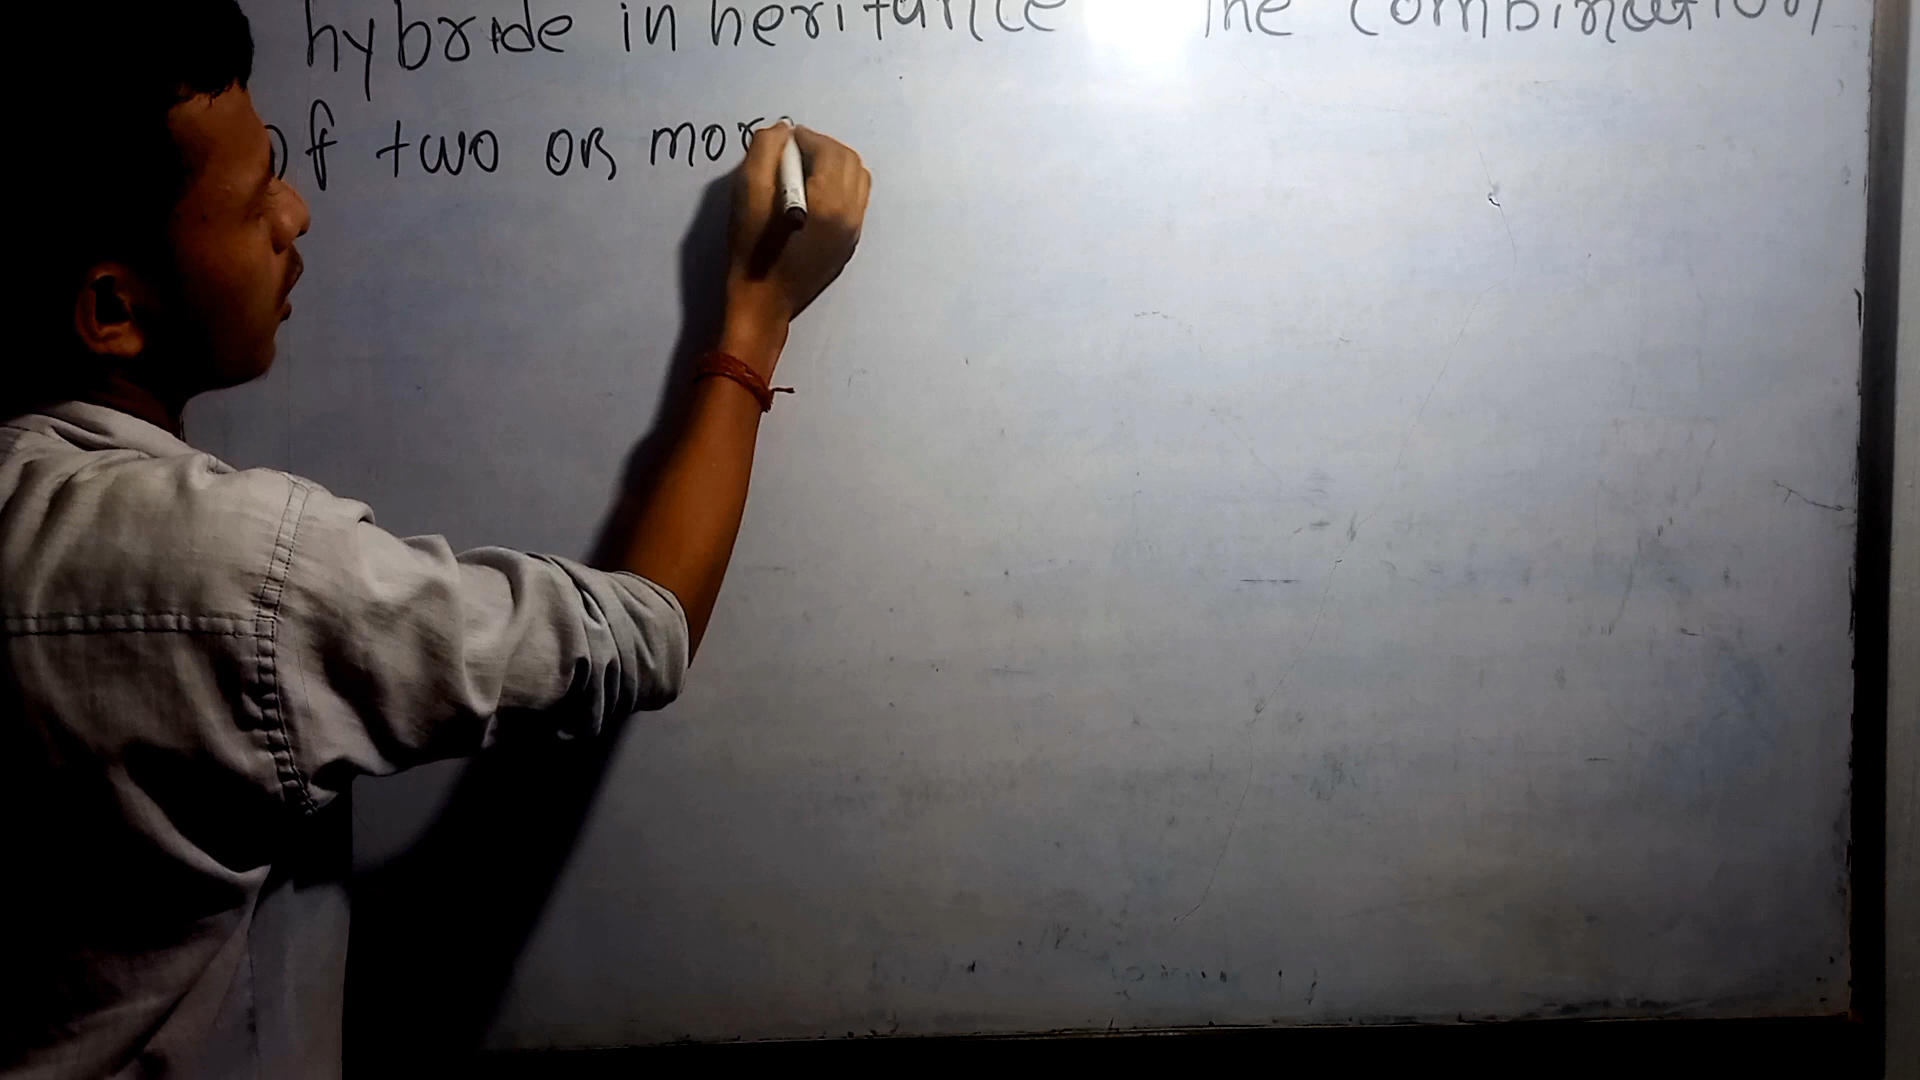 hybride inheritance The combination
of two or mor